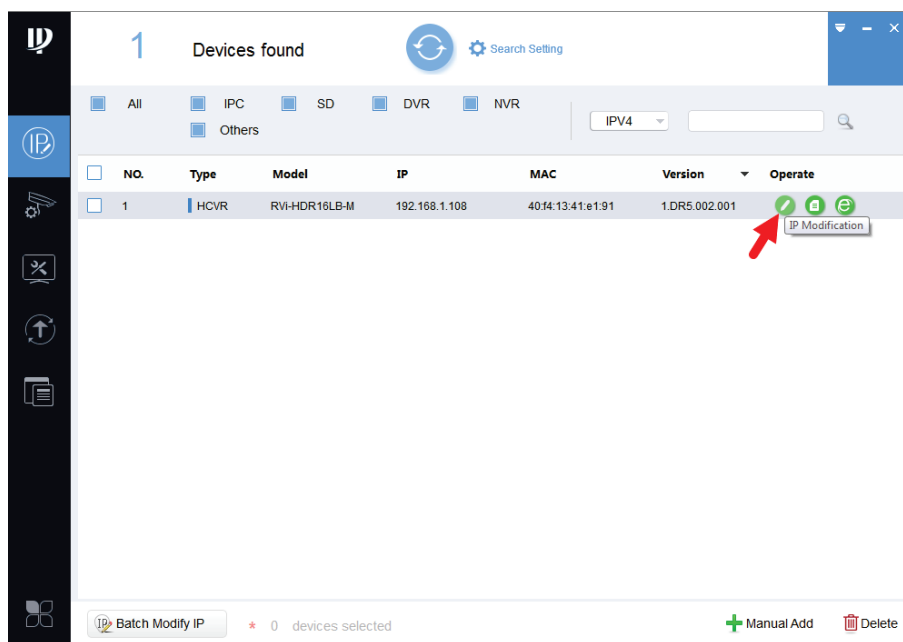 1 Devices found Search Setting
All IPC SD DVR NVR
Others IPV4
NO. Type Model IP MAC Version Operate
1 HCVR RVi-HDR16LB-M 192.168.1.108 40:f4:13:41:e1:91 1.DR5.002.001
IP Modification
Batch Modify IP * 0 devices selected Manual Add Delete